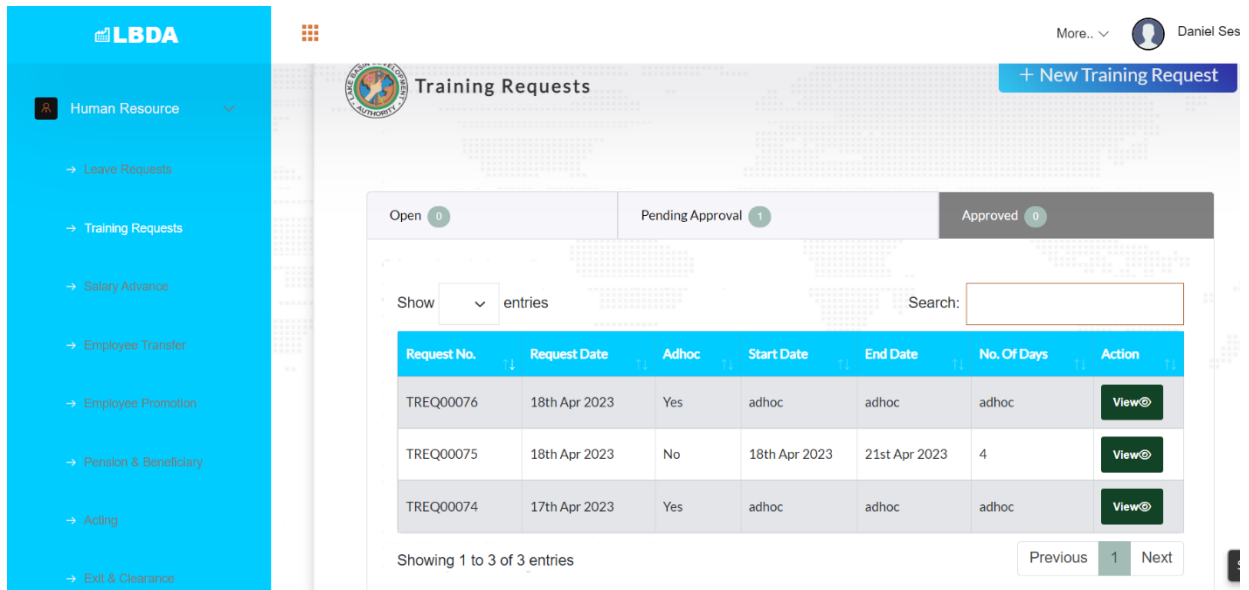 LBDA
More..
Daniel Ses
Human Resource
→ Leave Requests
→ Training Requests
→ Salary Advance
→ Employee Transfer
→ Employee Promotion
→ Pension & Beneficiary
→ Acting
→ Exit & Clearance
LAKE BASIN DEVELOPMENT AUTHORITY
Training Requests
+ New Training Request
Open 0 Pending Approval 1 Approved 0
Show entries Search:
Request No. Request Date Adhoc Start Date End Date No. Of Days Action
TREQ00076 18th Apr 2023 Yes adhoc adhoc adhoc View
TREQ00075 18th Apr 2023 No 18th Apr 2023 21st Apr 2023 4 View
TREQ00074 17th Apr 2023 Yes adhoc adhoc adhoc View
Showing 1 to 3 of 3 entries
Previous 1 Next